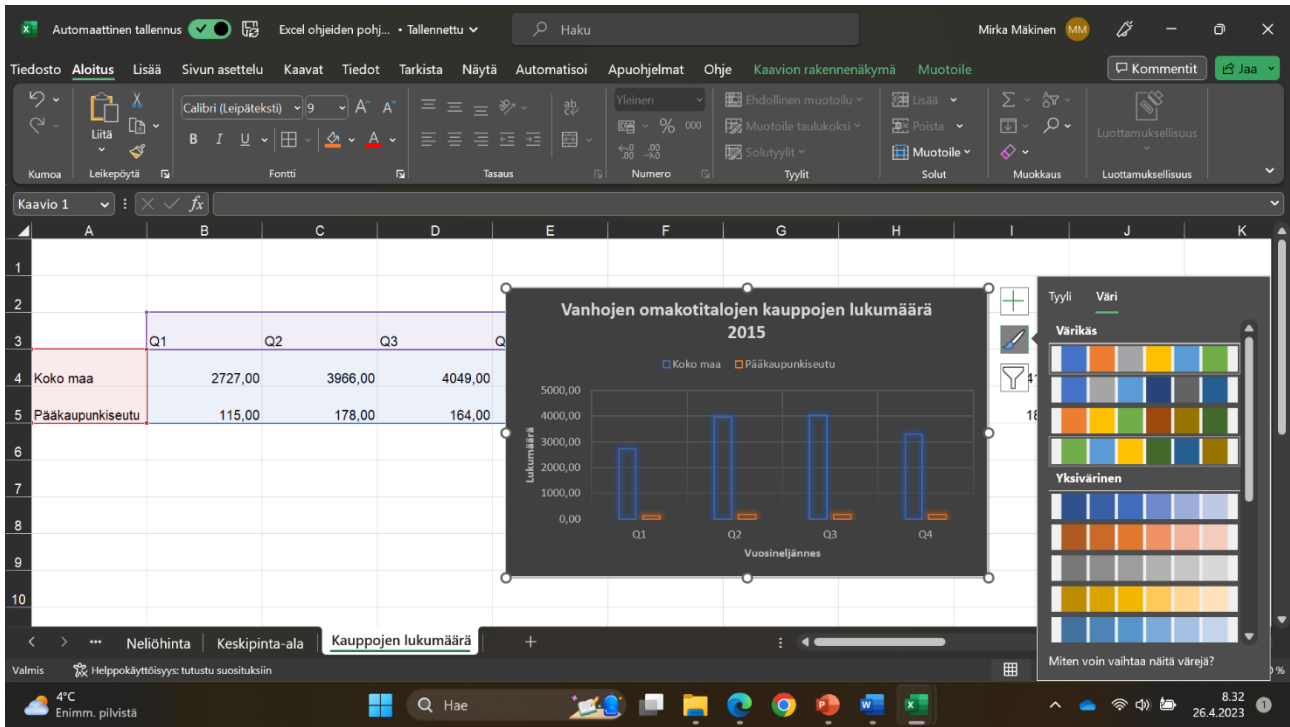 Automaattinen tallennus Excel ohjeiden pohj... • Tallennettu Haku Mirka Mäkinen MM
Tiedosto Aloitus Lisää Sivun asettelu Kaavat Tiedot Tarkista Näytä Automatisoi Apuohjelmat Ohje Kaavion rakennenäkymä Muotoile Kommentit Jaa
Liitä
Calibri (Leipäteksti) 9 A A
B I U A
ab
Yleinen
% 000
Ehdollinen muotoilu
Muotoile taulukoksi
Solutyylit
Lisää
Poista
Muotoile
Luottamuksellisuus
Kumoa Leikepöytä Fontti Tasaus Numero Tyylit Solut Muokkaus Luottamuksellisuus
Kaavio 1 fx
A B C D E F G H I J K
1
2
3 Q1 Q2 Q3 Q
4 Koko maa 2727,00 3966,00 4049,00
5 Pääkaupunkiseutu 115,00 178,00 164,00 18
6
7
8
9
10
Vanhojen omakotitalojen kauppojen lukumäärä
2015
Koko maa Pääkaupunkiseutu
5000,00
4000,00
3000,00
2000,00
1000,00
0,00
Lukumäärä
Q1 Q2 Q3 Q4
Vuosineljännes
Tyyli Väri
Värikäs
Yksivärinen
Miten voin vaihtaa näitä värejä?
Neliöhinta Keskipinta-ala Kauppojen lukumäärä
Valmis Helppokäyttöisyys: tutustu suosituksiin %
4°C
Enimm. pilvistä
Hae
8.32
26.4.2023
1